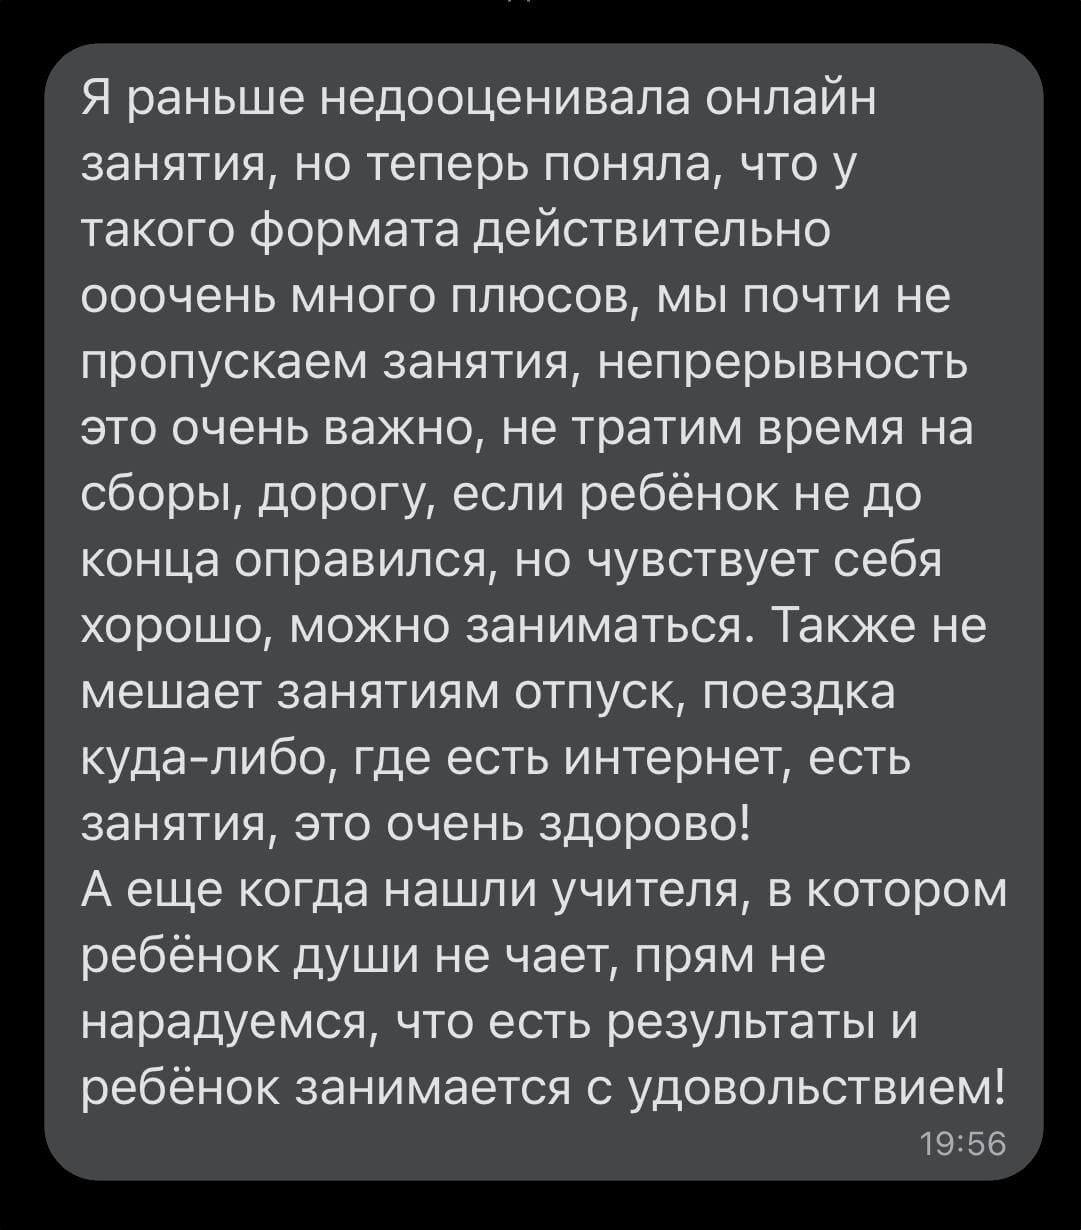 Я раньше недооценивала онлайн
занятия, но теперь поняла, что у
такого формата действительно
ооочень много плюсов, мы почти не
пропускаем занятия, непрерывность
это очень важно, не тратим время на
сборы, дорогу, если ребёнок не до
конца оправился, но чувствует себя
хорошо, можно заниматься. Также не
мешает занятиям отпуск, поездка
куда-либо, где есть интернет, есть
занятия, это очень здорово!
А еще когда нашли учителя, в котором
ребёнок души не чает, прям не
нарадуемся, что есть результаты и
ребёнок занимается с удовольствием!
19:56